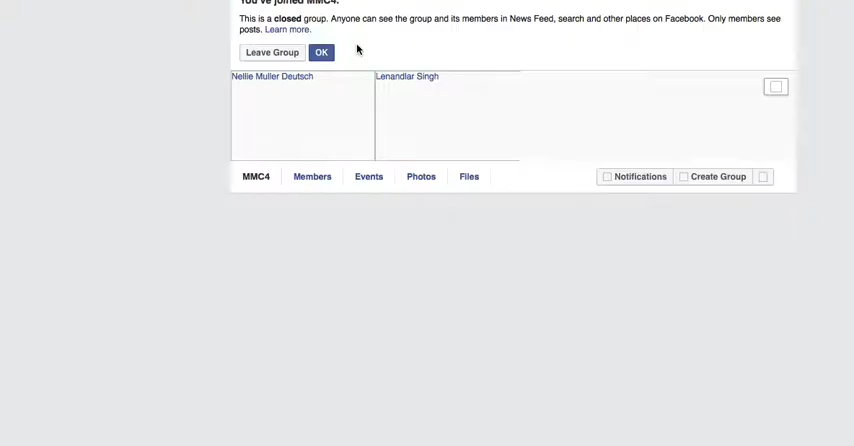 You've joined MMC4.
This is a closed group. Anyone can see the group and its members in News Feed, search and other places on Facebook. Only members see
posts. Learn more.
Leave Group OK
Nellie Muller Deutsch Lenandlar Singh
MMC4 Members Events Photos Files Notifications Create Group